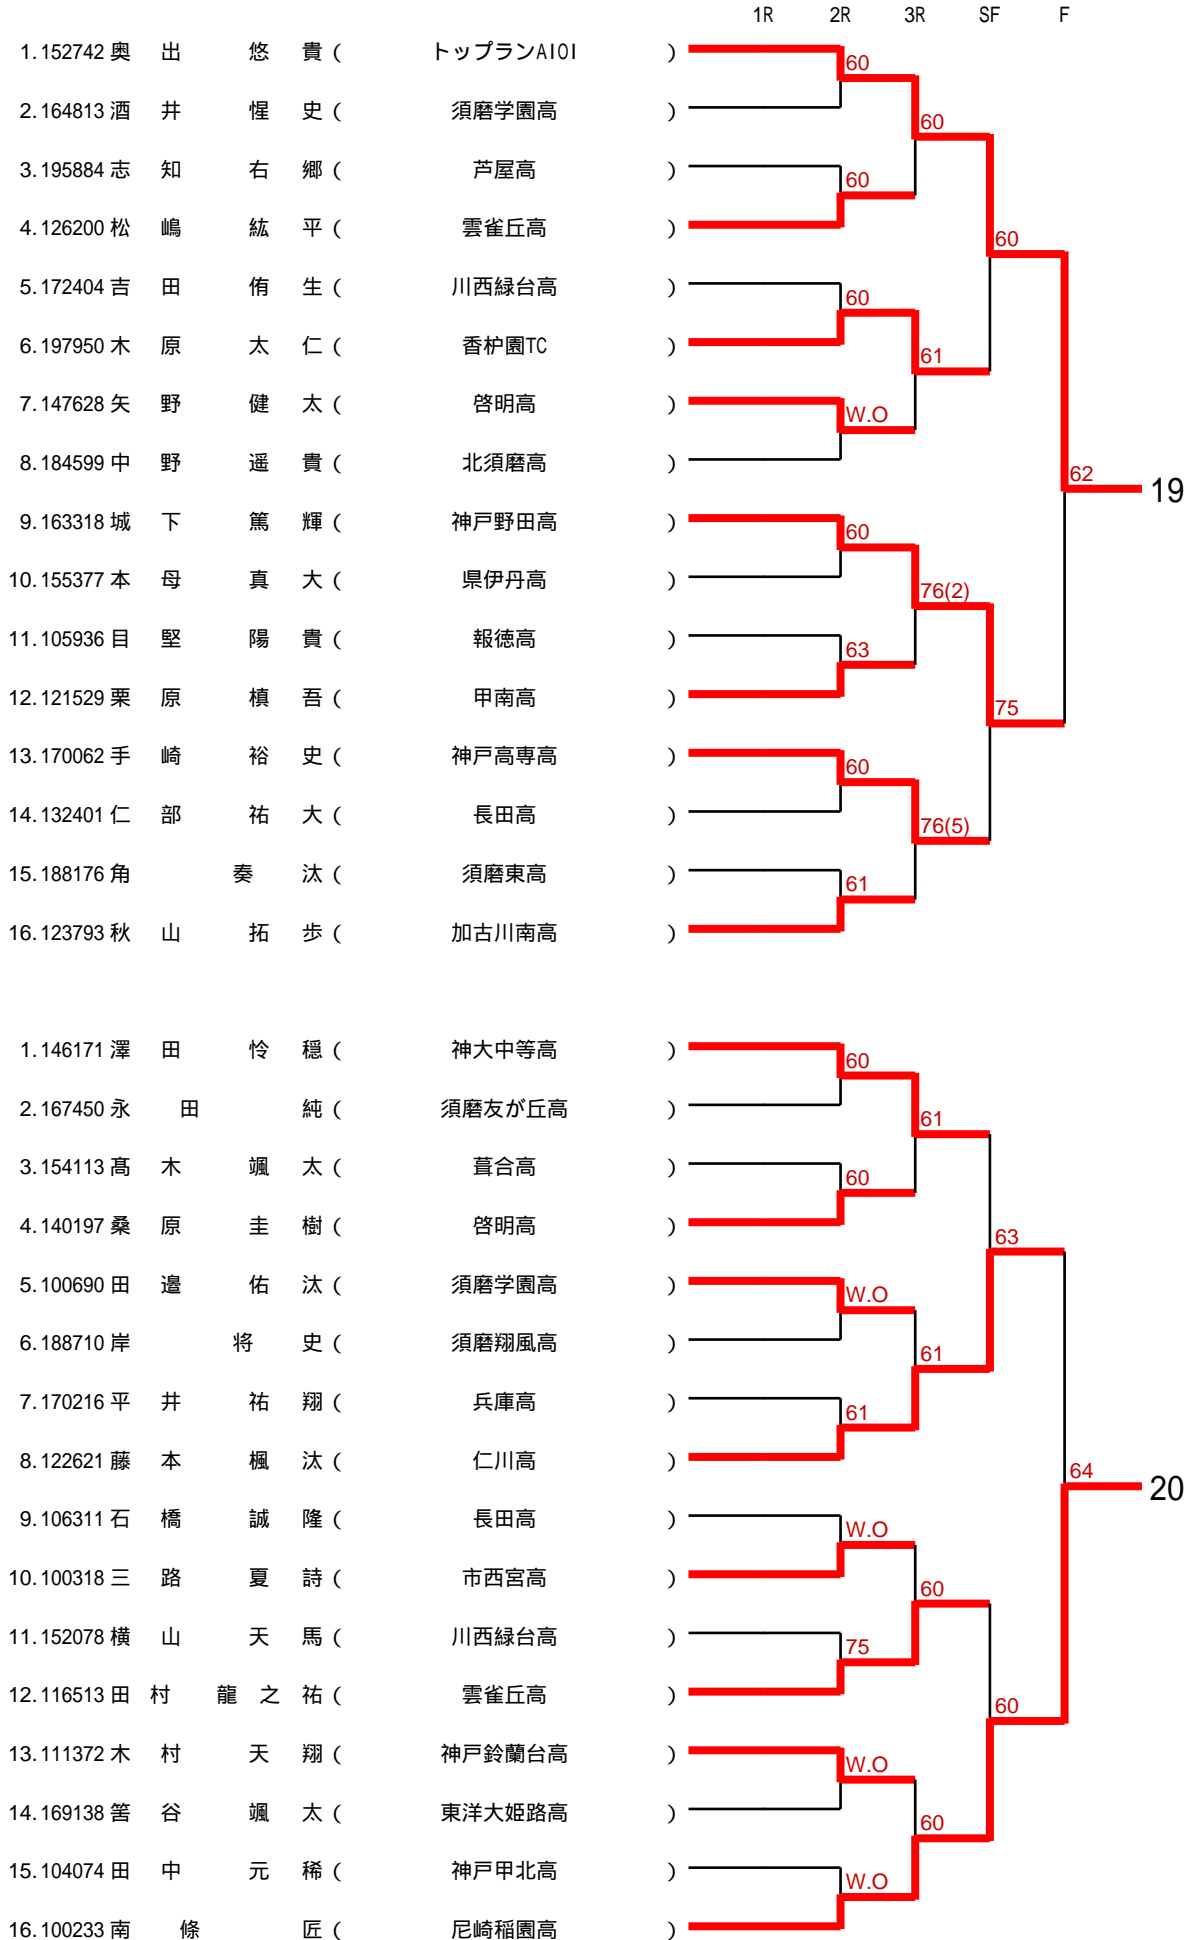 1R 2R 3R SF F
1.152742 奥 出 悠 貴 ( トップランAIOI )
60
2.164813 酒 井 惺 史 ( 須磨学園高 )
60
3.195884 志 知 右 郷 ( 芦屋高 )
60
4.126200 松 嶋 紘 平 ( 雲雀丘高 )
60
5.172404 吉 田 侑 生 ( 川西緑台高 )
60
6.197950 木 原 太 仁 ( 香枦園TC )
61
7.147628 矢 野 健 太 ( 啓明高 )
W.O
8.184599 中 野 遥 貴 ( 北須磨高 )
62 19
9.163318 城 下 篤 輝 ( 神戸野田高 )
60
10.155377 本 母 真 大 ( 県伊丹高 )
76(2)
11.105936 目 堅 陽 貴 ( 報徳高 )
63
12.121529 栗 原 槙 吾 ( 甲南高 )
75
13.170062 手 崎 裕 史 ( 神戸高専高 )
60
14.132401 仁 部 祐 大 ( 長田高 )
76(5)
15.188176 角 奏 汰 ( 須磨東高 )
61
16.123793 秋 山 拓 歩 ( 加古川南高 )
1.146171 澤 田 怜 穏 ( 神大中等高 )
60
2.167450 永 田 純 ( 須磨友が丘高 )
61
3.154113 髙 木 颯 太 ( 葺合高 )
60
4.140197 桑 原 圭 樹 ( 啓明高 )
63
5.100690 田 邉 佑 汰 ( 須磨学園高 )
W.O
6.188710 岸 将 史 ( 須磨翔風高 )
61
7.170216 平 井 祐 翔 ( 兵庫高 )
61
8.122621 藤 本 楓 汰 ( 仁川高 )
64 20
9.106311 石 橋 誠 隆 ( 長田高 )
W.O
10.100318 三 路 夏 詩 ( 市西宮高 )
60
11.152078 横 山 天 馬 ( 川西緑台高 )
75
12.116513 田 村 龍 之 祐 ( 雲雀丘高 )
60
13.111372 木 村 天 翔 ( 神戸鈴蘭台高 )
W.O
14.169138 筈 谷 颯 太 ( 東洋大姫路高 )
60
15.104074 田 中 元 稀 ( 神戸甲北高 )
W.O
16.100233 南 條 匠 ( 尼崎稲園高 )